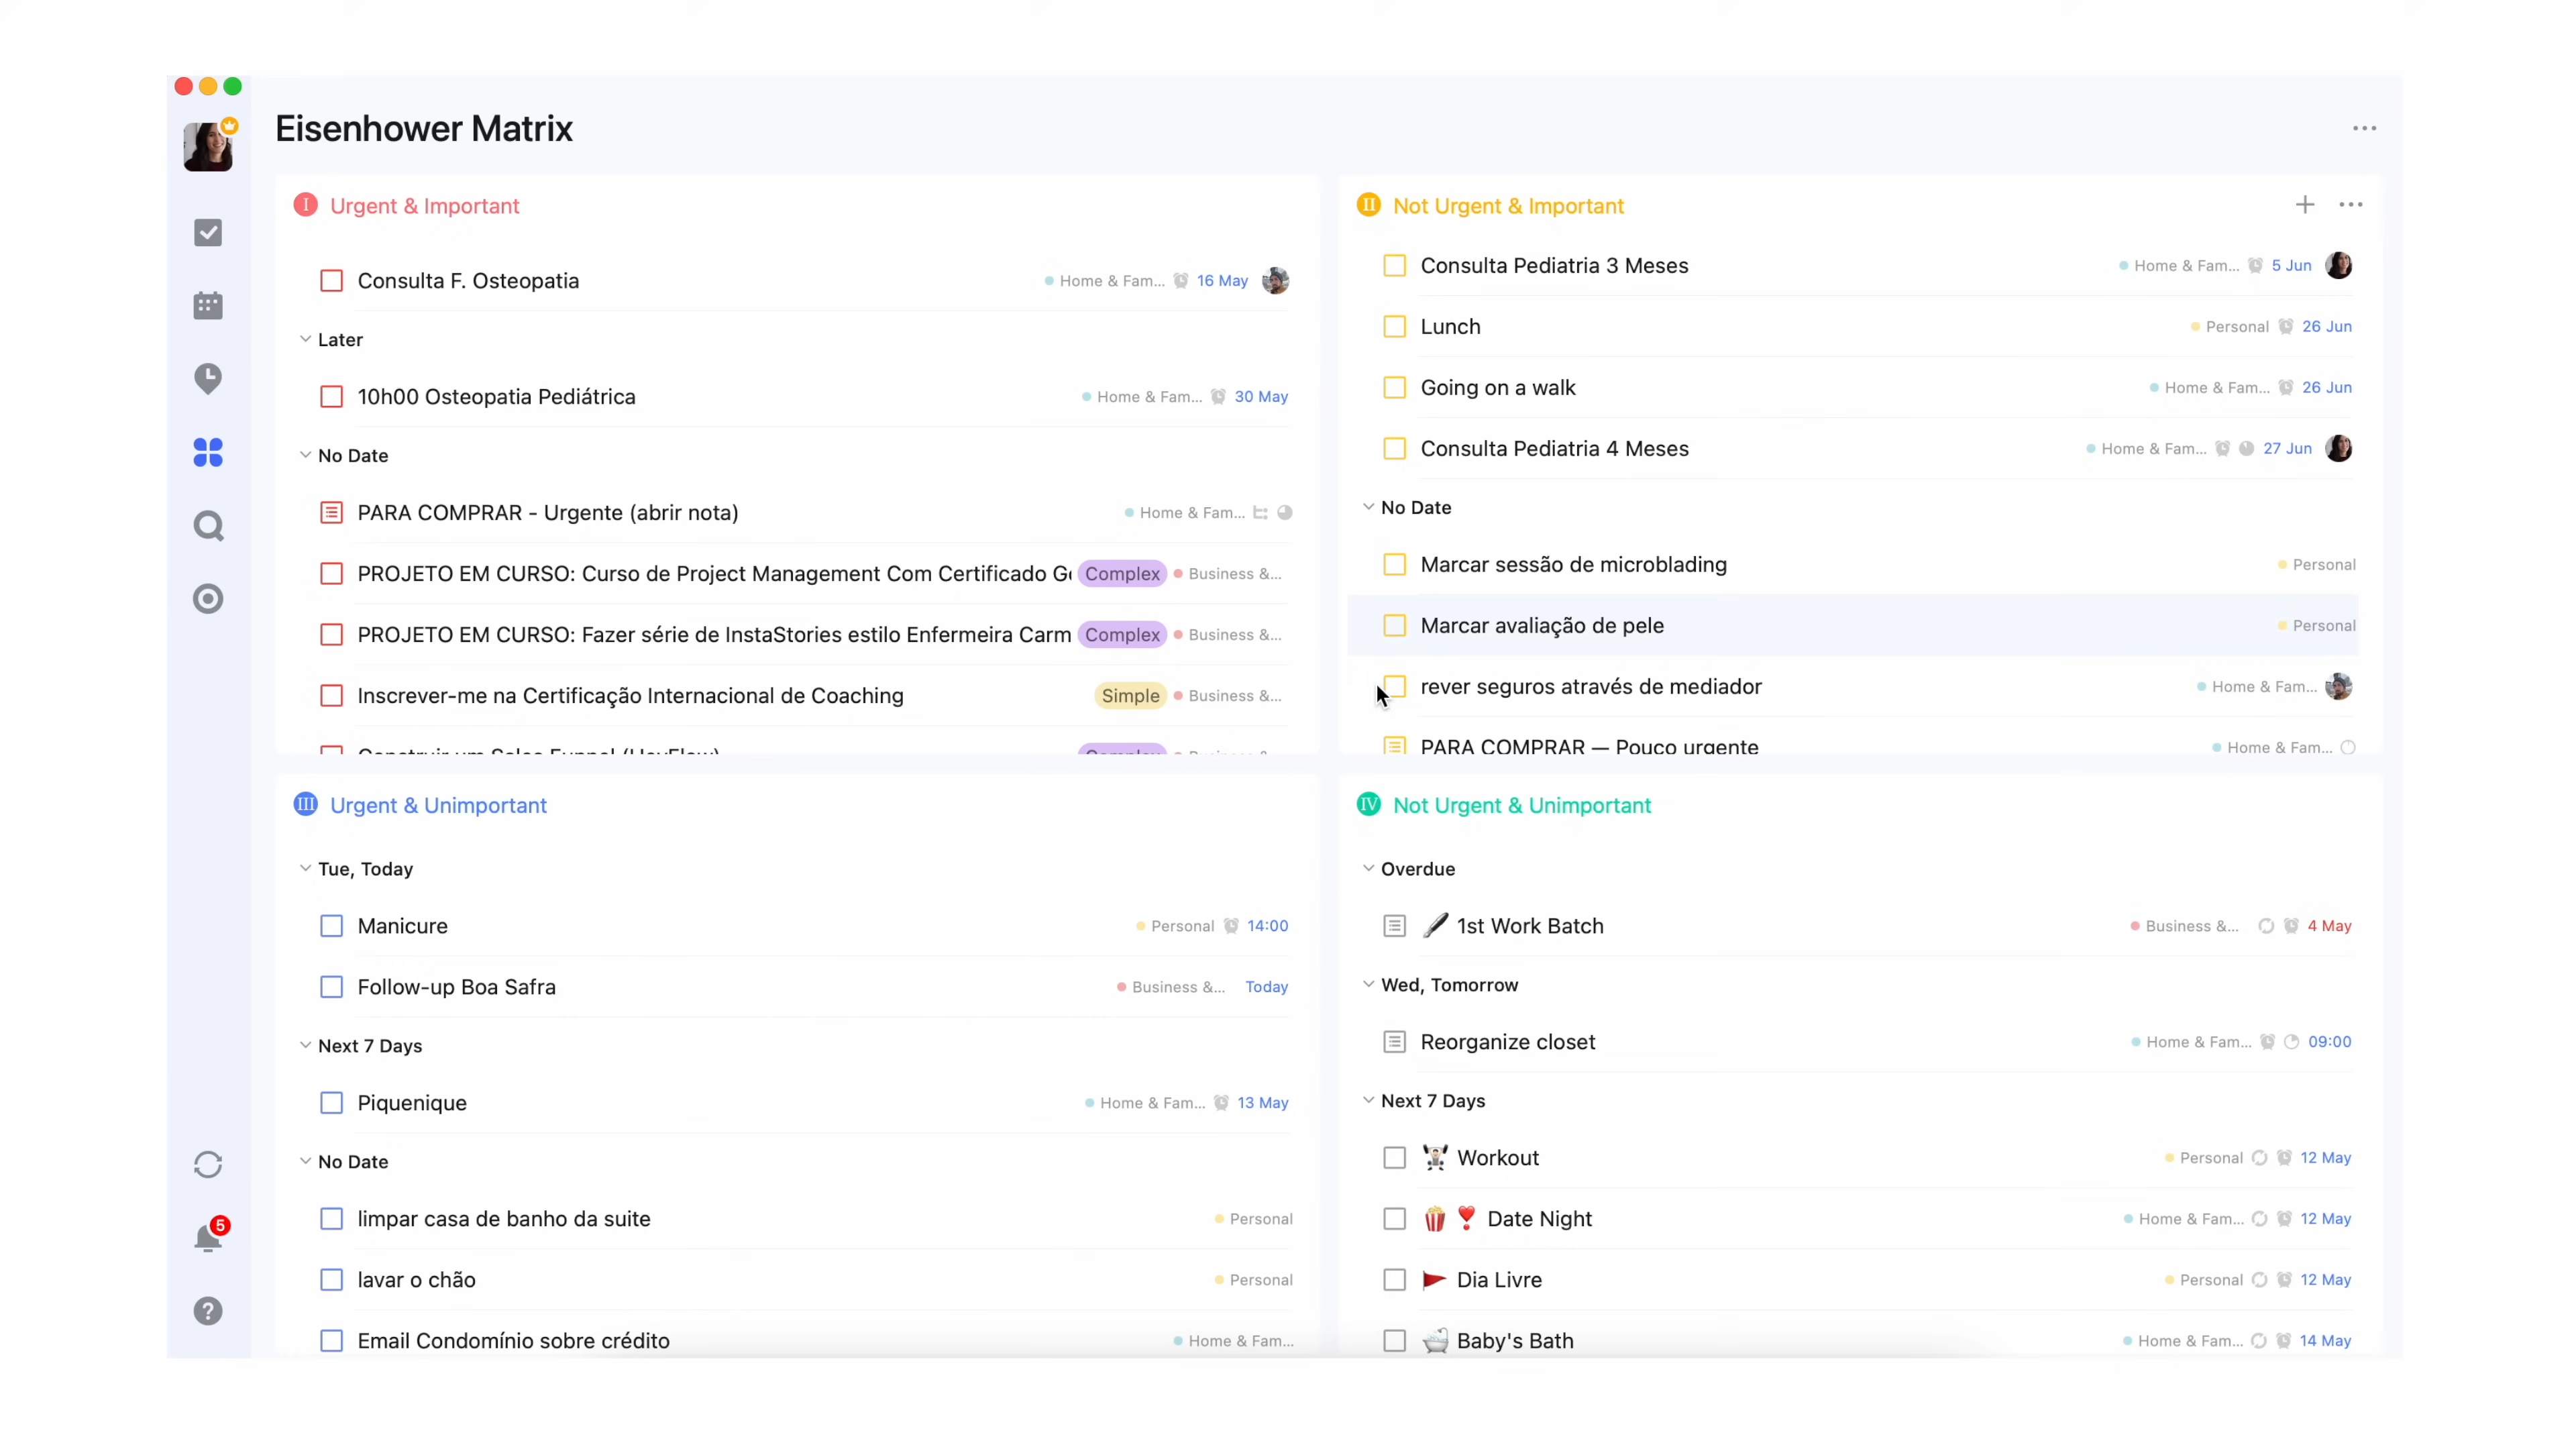 Eisenhower Matrix
I Urgent & Important
Consulta F. Osteopatia Home & Fam... 16 May
Later
10h00 Osteopatia Pediátrica Home & Fam... 30 May
No Date
PARA COMPRAR - Urgente (abrir nota) Home & Fam...
PROJETO EM CURSO: Curso de Project Management Com Certificado Complex Business &...
PROJETO EM CURSO: Fazer série de InstaStories estilo Enfermeira Carm Complex Business &...
Inscrever-me na Certificação Internacional de Coaching Simple Business &...
Construir um Sales Funnel (HeyFlow) Complex Business &...
II Not Urgent & Important
Consulta Pediatria 3 Meses Home & Fam... 5 Jun
Lunch Personal 26 Jun
Going on a walk Home & Fam... 26 Jun
Consulta Pediatria 4 Meses Home & Fam... 27 Jun
No Date
Marcar sessão de microblading Personal
Marcar avaliação de pele Personal
rever seguros através de mediador Home & Fam...
PARA COMPRAR — Pouco urgente Home & Fam...
III Urgent & Unimportant
Tue, Today
Manicure Personal 14:00
Follow-up Boa Safra Business &... Today
Next 7 Days
Piquenique Home & Fam... 13 May
No Date
limpar casa de banho da suite Personal
lavar o chão Personal
Email Condomínio sobre crédito Home & Fam...
IV Not Urgent & Unimportant
Overdue
1st Work Batch Business &... 4 May
Wed, Tomorrow
Reorganize closet Home & Fam... 09:00
Next 7 Days
Workout Personal 12 May
Date Night Home & Fam... 12 May
Dia Livre Personal 12 May
Baby's Bath Home & Fam... 14 May
5
?